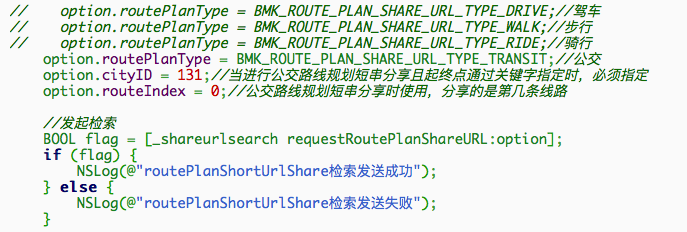 //    option.routePlanType = BMK_ROUTE_PLAN_SHARE_URL_TYPE_DRIVE;//驾车
//    option.routePlanType = BMK_ROUTE_PLAN_SHARE_URL_TYPE_WALK;//步行
//    option.routePlanType = BMK_ROUTE_PLAN_SHARE_URL_TYPE_RIDE;//骑行
    option.routePlanType = BMK_ROUTE_PLAN_SHARE_URL_TYPE_TRANSIT;//公交
    option.cityID = 131;//当进行公交路线规划短串分享且起终点通过关键字指定时，必须指定
    option.routeIndex = 0;//公交路线规划短串分享时使用，分享的是第几条线路
    //发起检索
    BOOL flag = [_shareurlsearch requestRoutePlanShareURL:option];
    if (flag) {
        NSLog(@"routePlanShortUrlShare检索发送成功");
    } else {
        NSLog(@"routePlanShortUrlShare检索发送失败");
    }